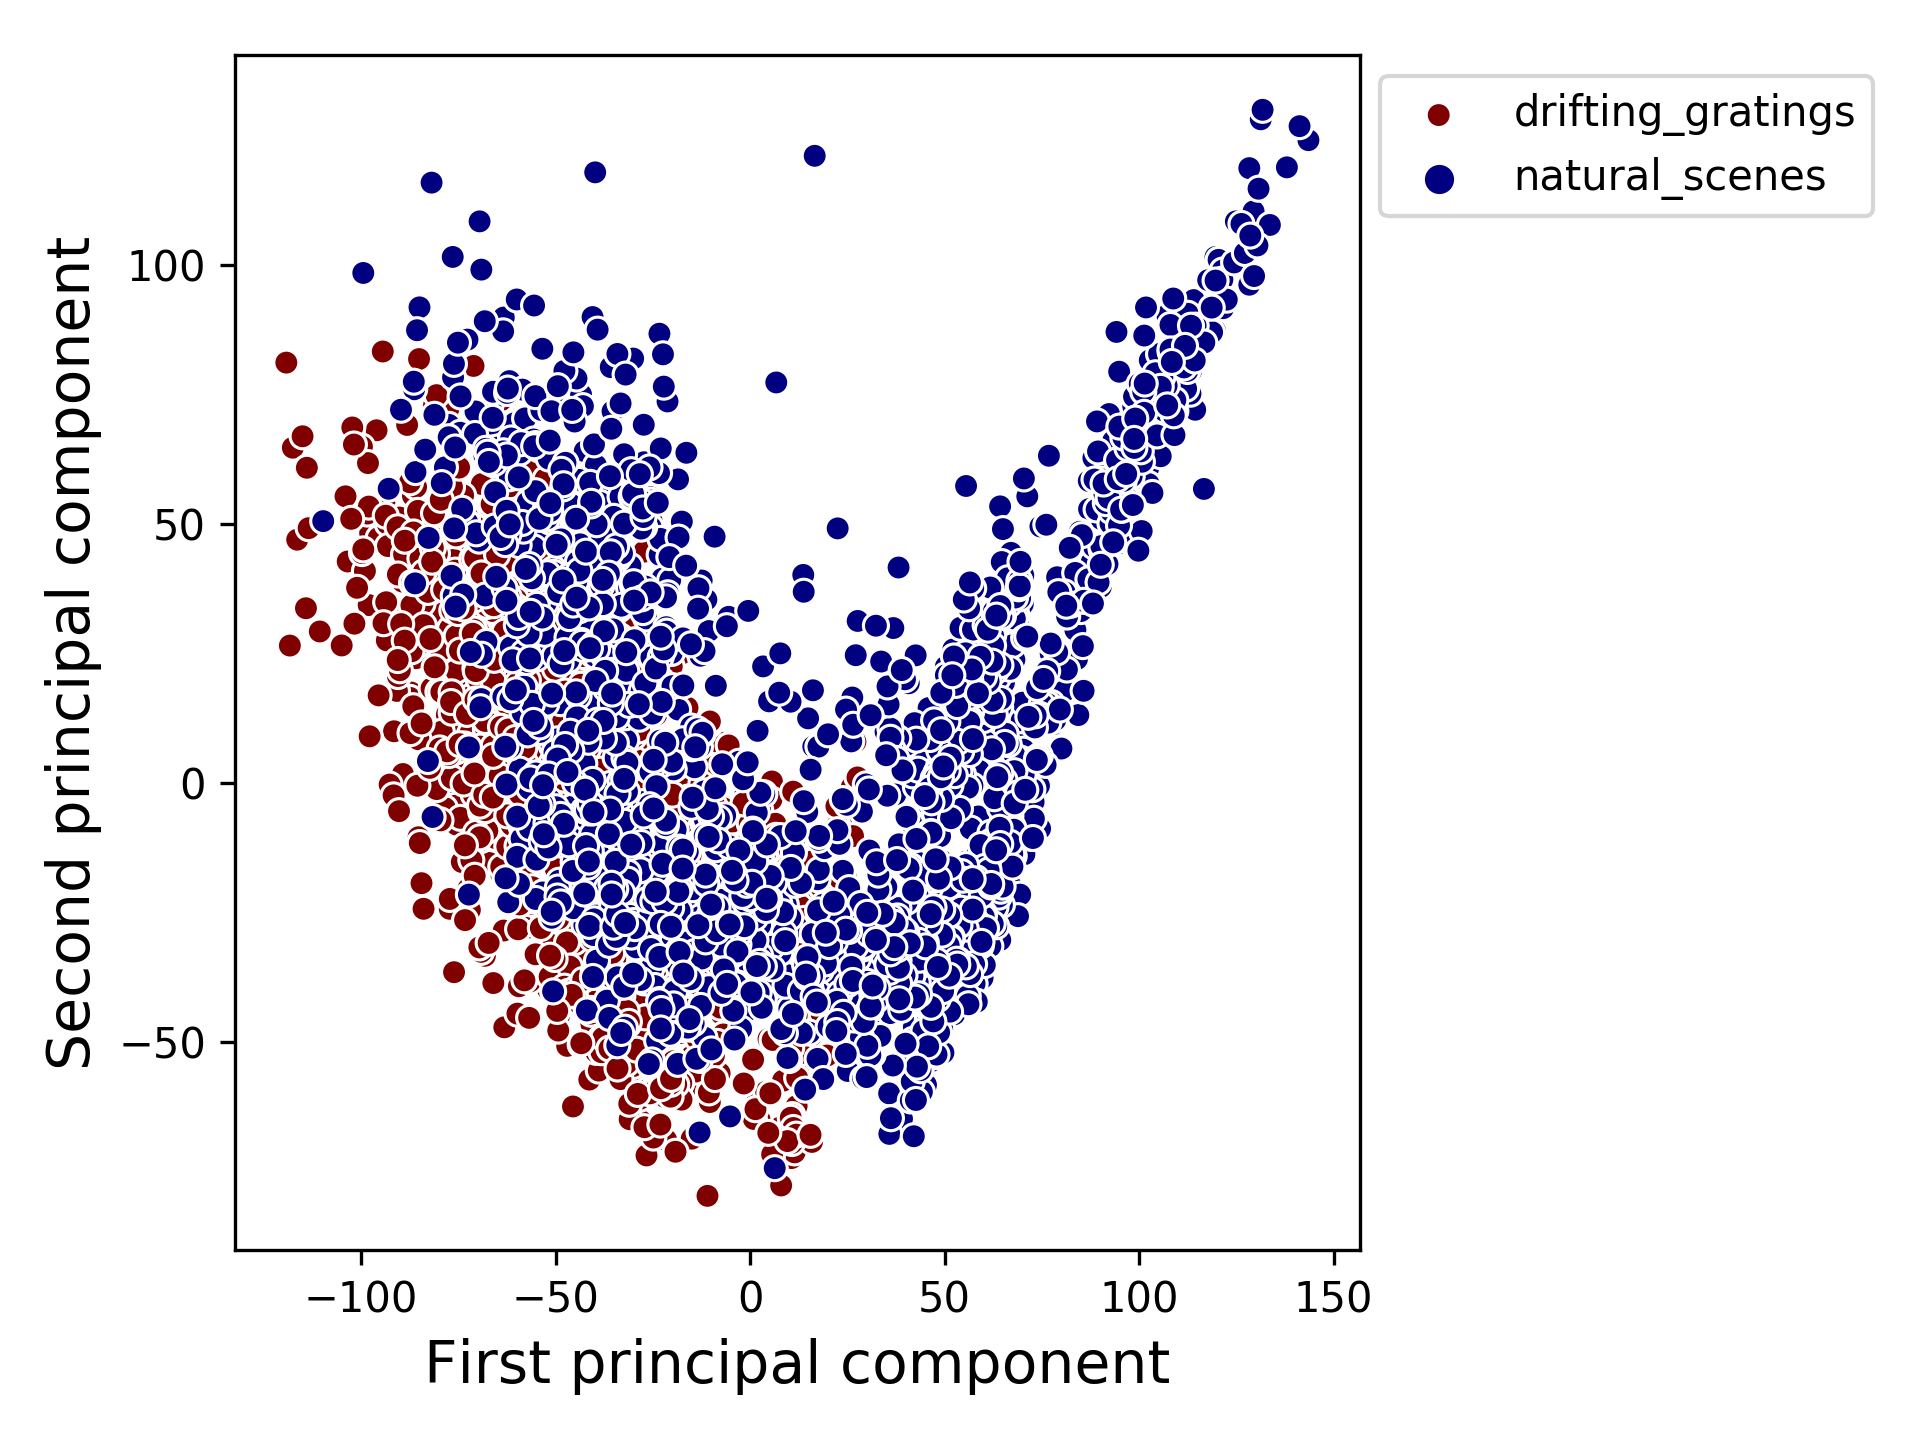 drifting_gratings
natural_scenes
Second principal component
100
50
0
−50
−100
−50
0
50
100
150
First principal component